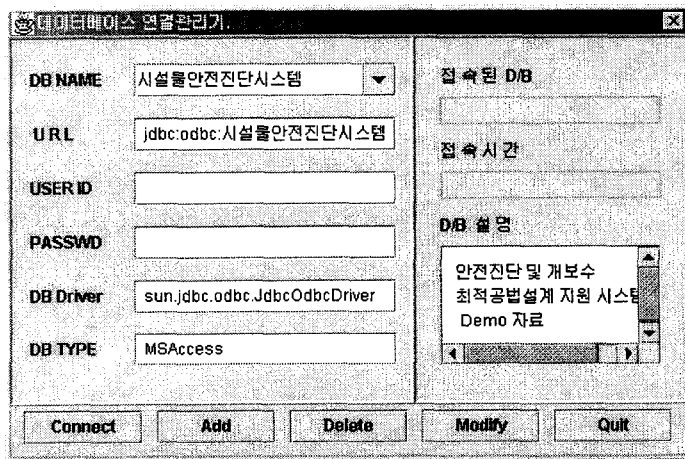 데이터베이스 연결관리기.
DB NAME
시설물안전진단시스템
URL
jdbc:odbc:시설물안전진단시스템
USER ID
PASSWD
DB Driver
sun.jdbc.odbc.JdbcOdbcDriver
DB TYPE
MSAccess
접속된 D/B
접속시간
D/B 설명
안전진단 및 개보수
최적공법설계 지원 시스템
Demo 자료
Connect
Add
Delete
Modify
Quit